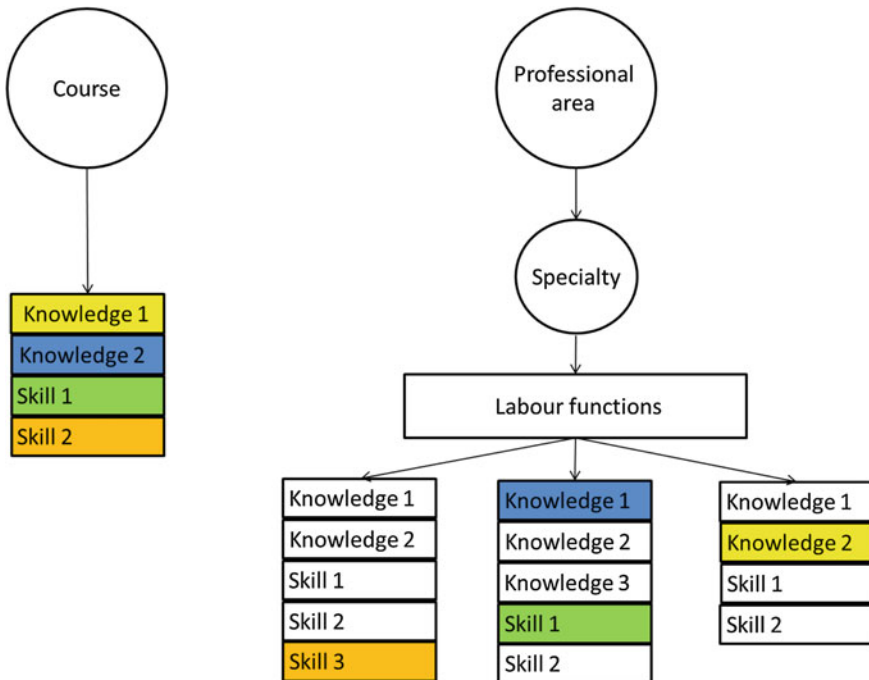 Course
Professional
area
Specialty
Knowledge 1
Knowledge 2
Skill 1
Skill 2
Labour functions
Knowledge 1
Knowledge 2
Skill 1
Skill 2
Skill 3
Knowledge 1
Knowledge 2
Knowledge 3
Skill 1
Skill 2
Knowledge 1
Knowledge 2
Skill 1
Skill 2